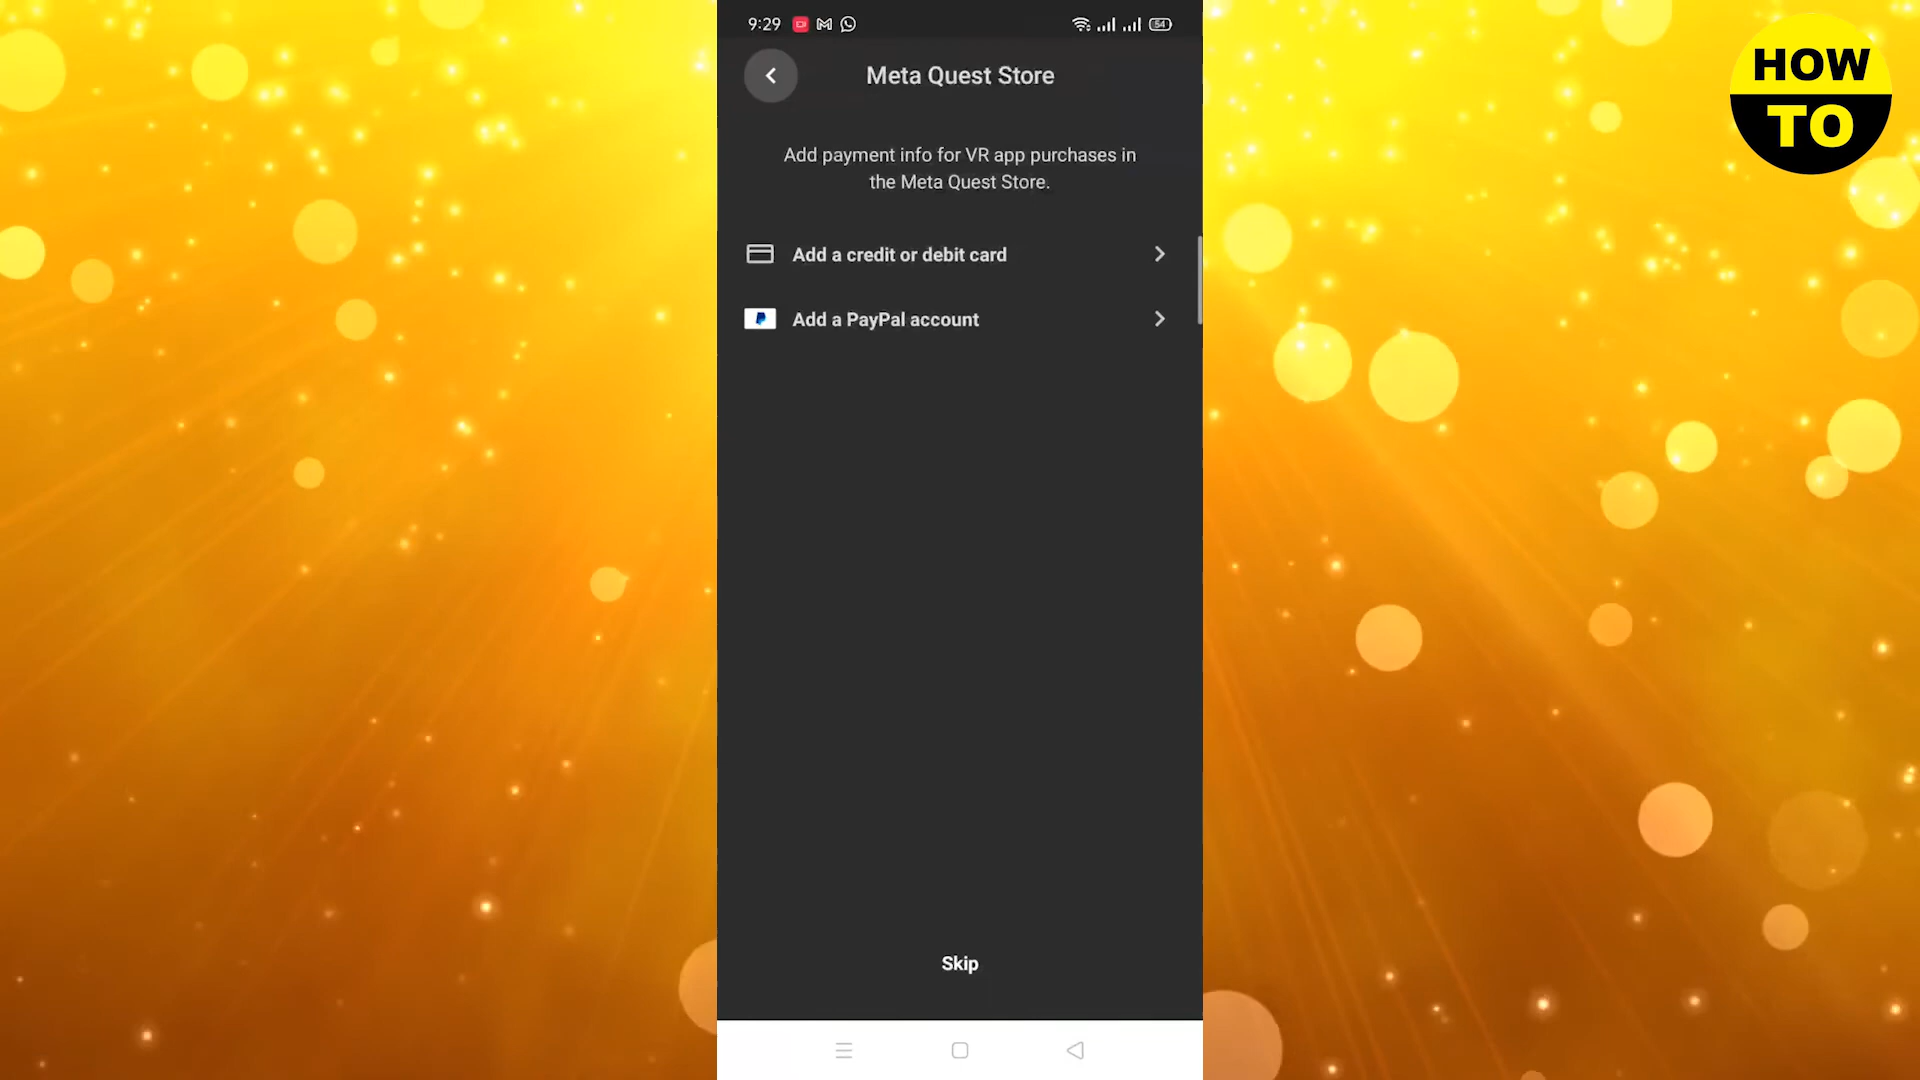 9:29
54
HOW
TO
Meta Quest Store
Add payment info for VR app purchases in
the Meta Quest Store.
Add a credit or debit card
Add a PayPal account
Skip